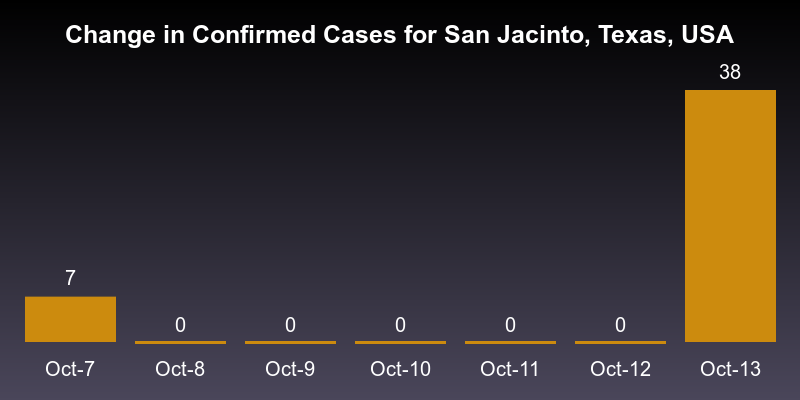 Change in Confirmed Cases for San Jacinto, Texas, USA
38
7
0 0 0 0 0
Oct-7 Oct-8 Oct-9 Oct-10 Oct-11 Oct-12 Oct-13